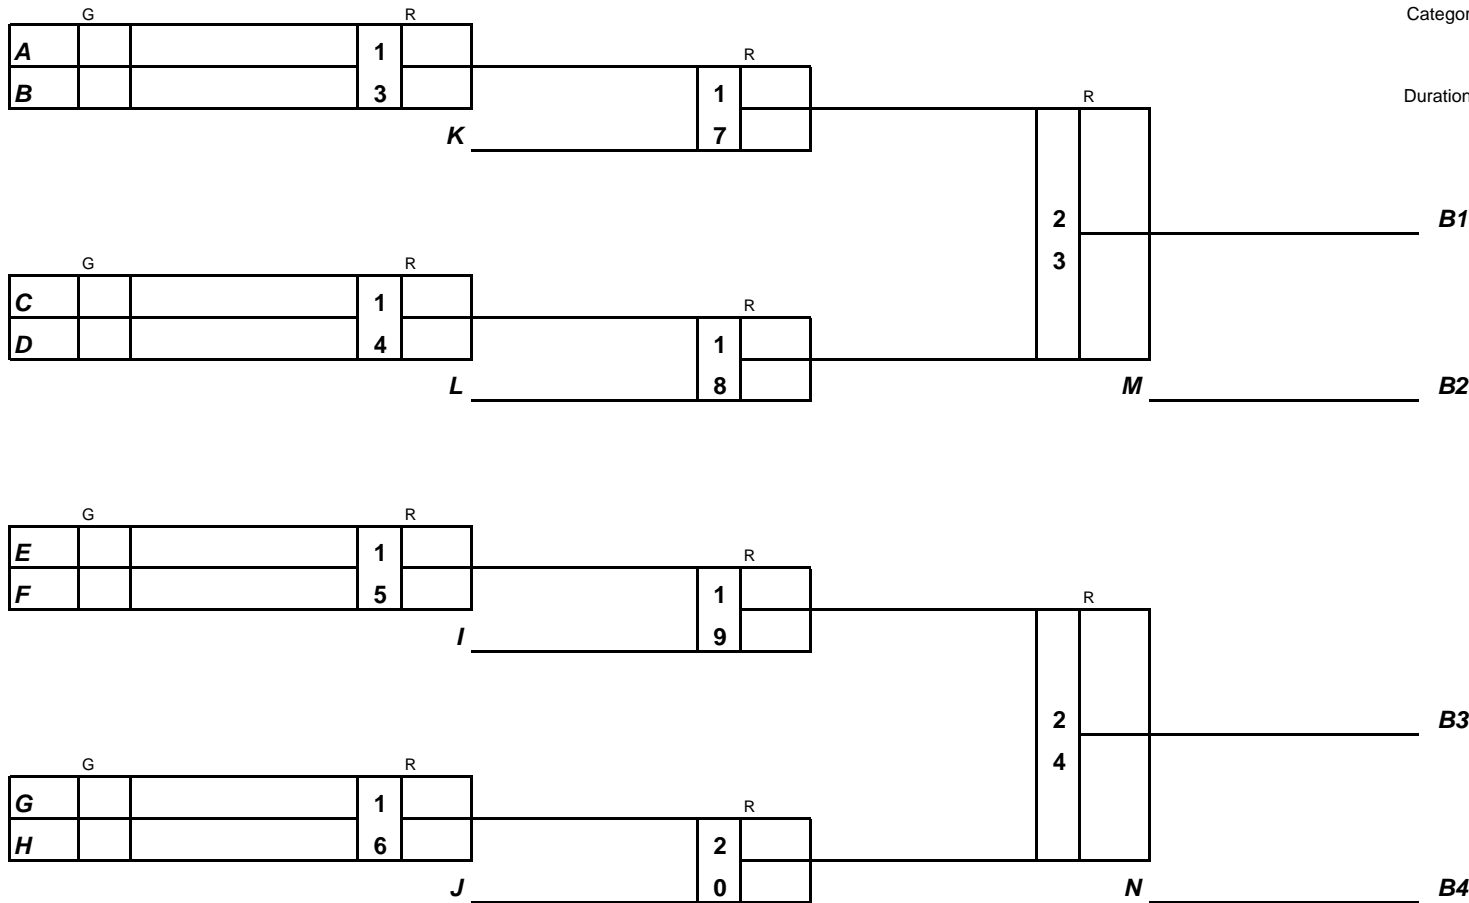 G R Categor
A 1
R
B 3 1 R Duration
K 7
2 B1
G R 3
C 1
R
D 4 1
L 8 M B2
G R
E 1
R
F 5 1 R
I 9
2 B3
G R 4
G 1
R
H 6 2
J 0 N B4